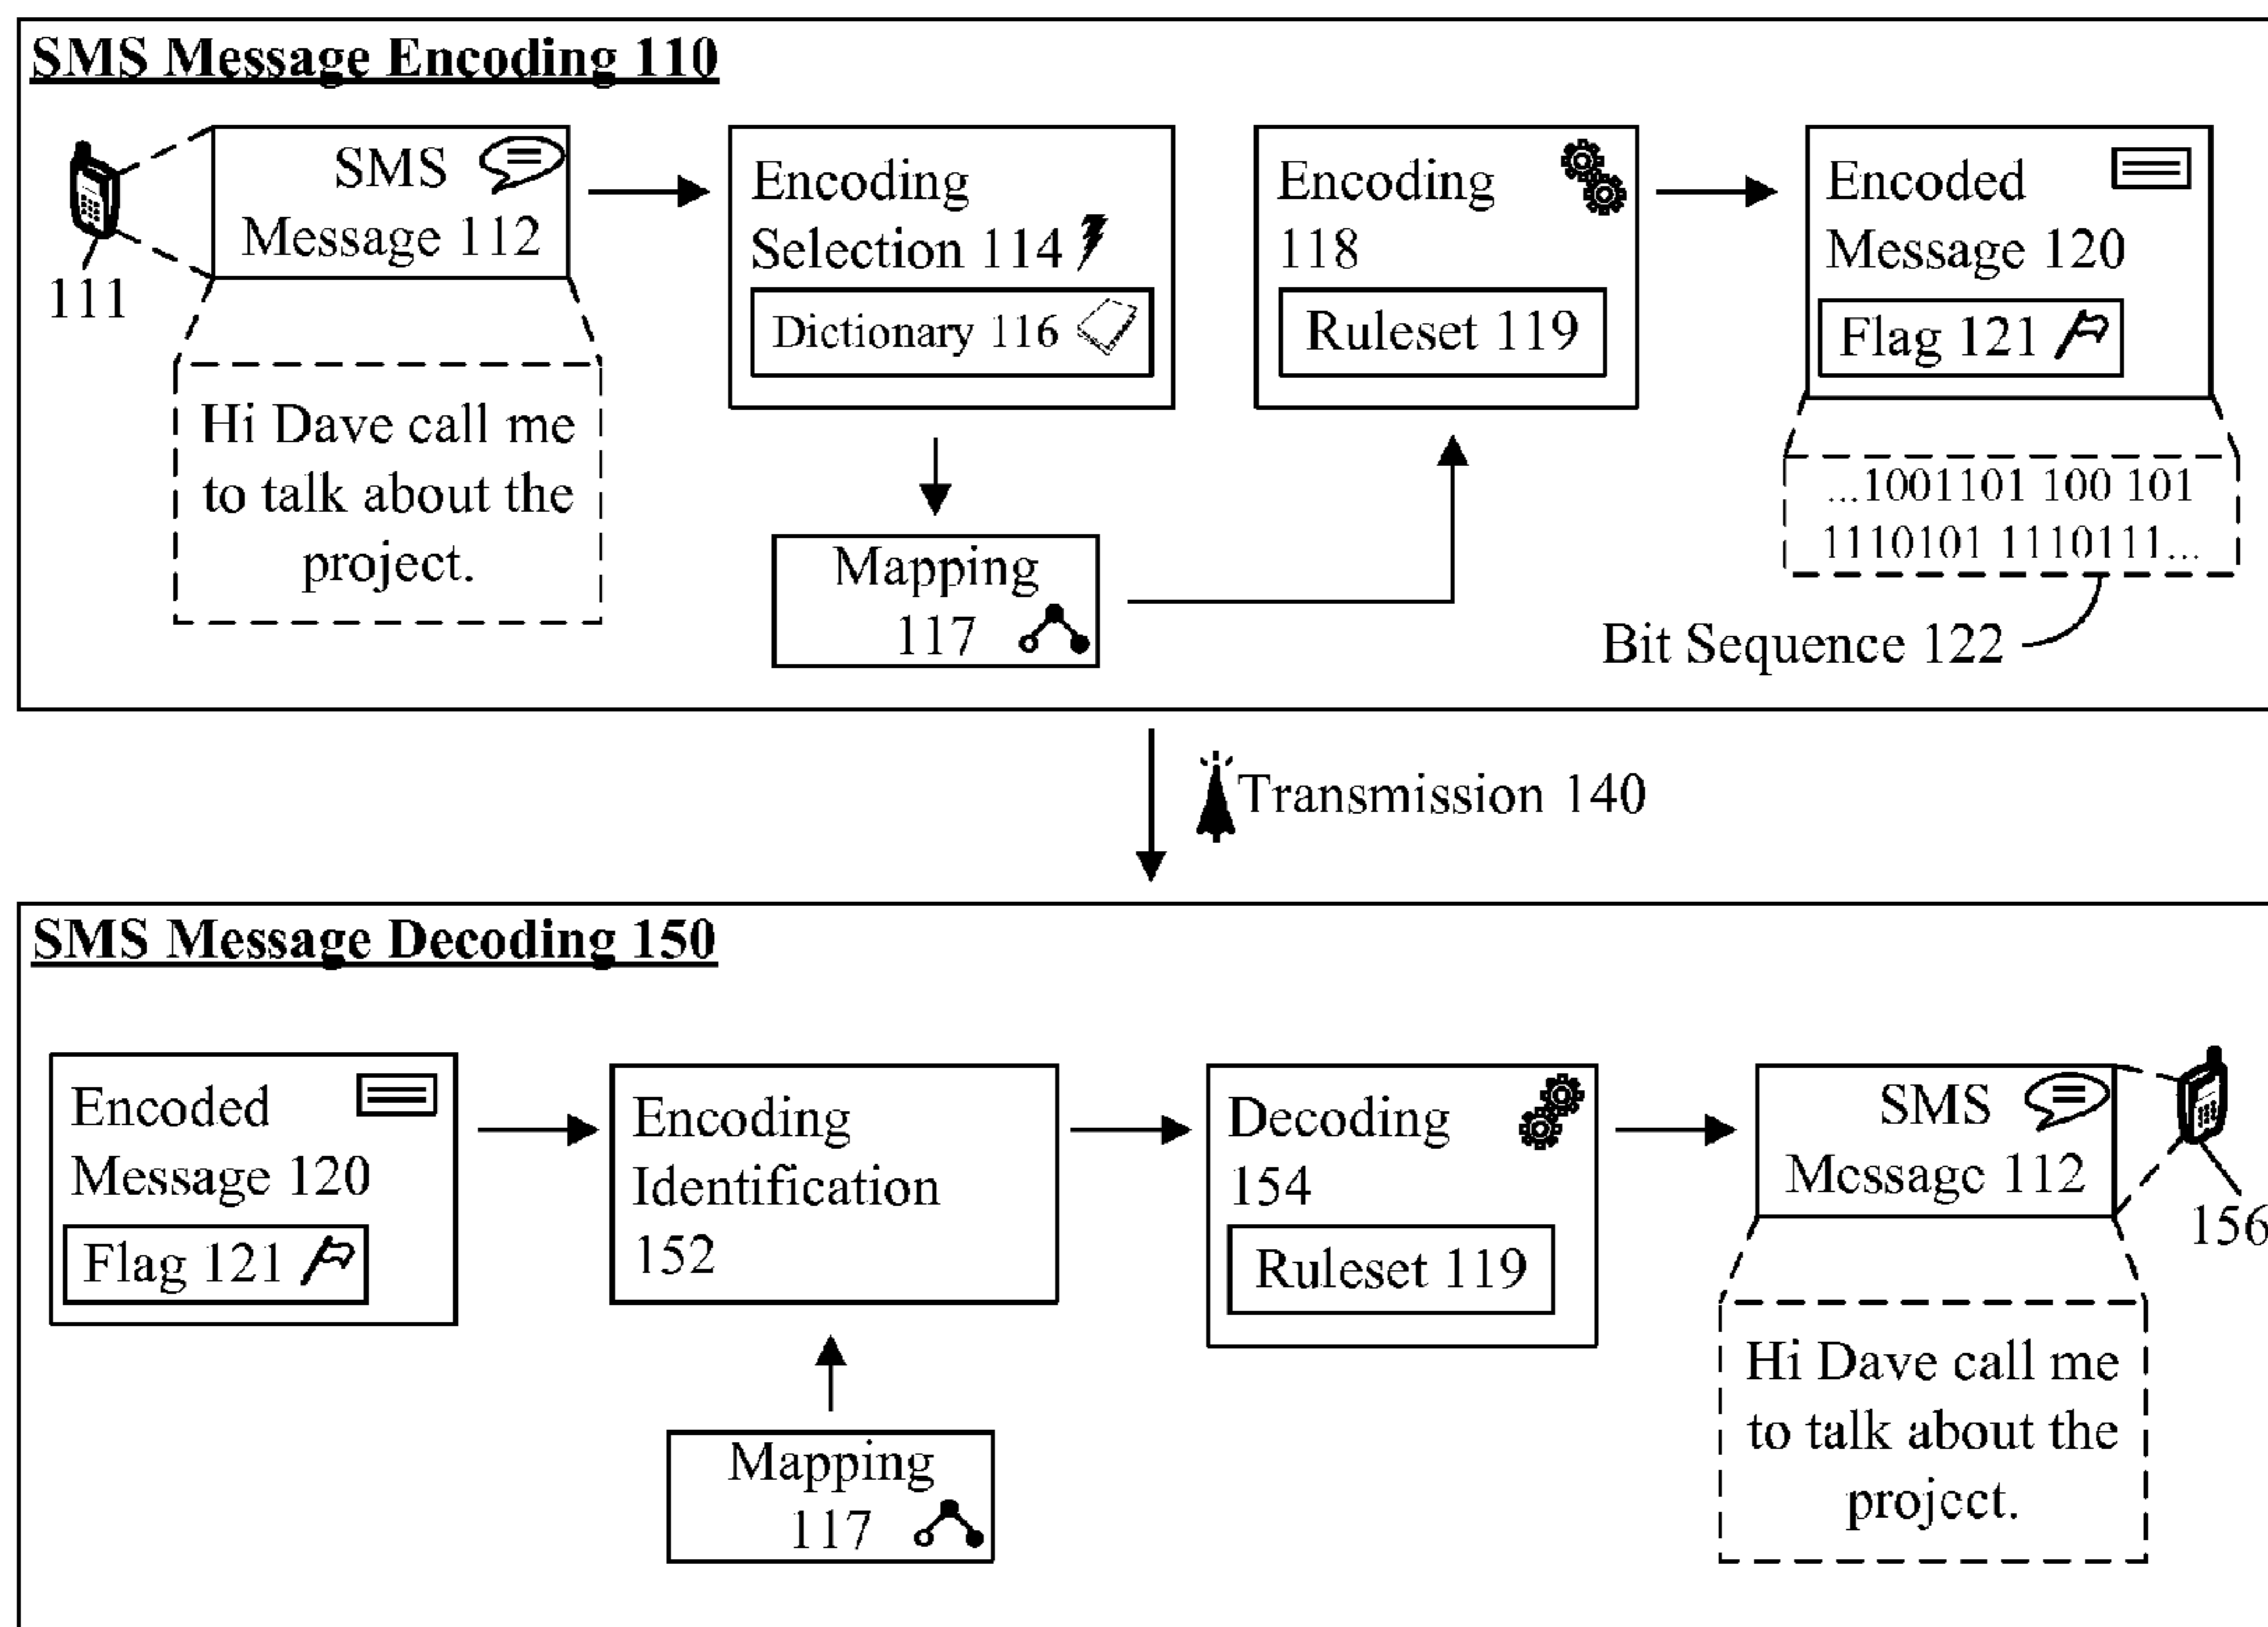 SMS Message Encoding 110
SMS
Message 112
111
Hi Dave call me
to talk about the
project.
Encoding
Selection 114
Dictionary 116
Mapping
117
Encoding
118
Ruleset 119
Encoded
Message 120
Flag 121
...1001101 100 101
1110101 1110111...
Bit Sequence 122
Transmission 140
SMS Message Decoding 150
Encoded
Message 120
Flag 121
Encoding
Identification
152
Mapping
117
Decoding
154
Ruleset 119
SMS
Message 112
156
Hi Dave call me
to talk about the
project.